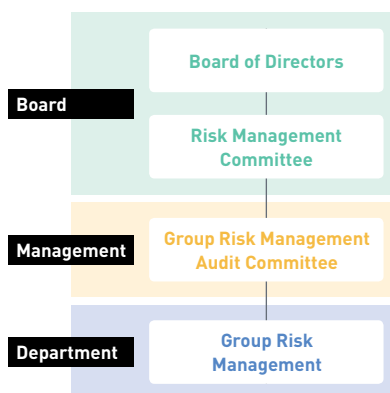 Board of Directors
Board
Risk Management
Committee
Management
Group Risk Management
Audit Committee
Department
Group Risk
Management